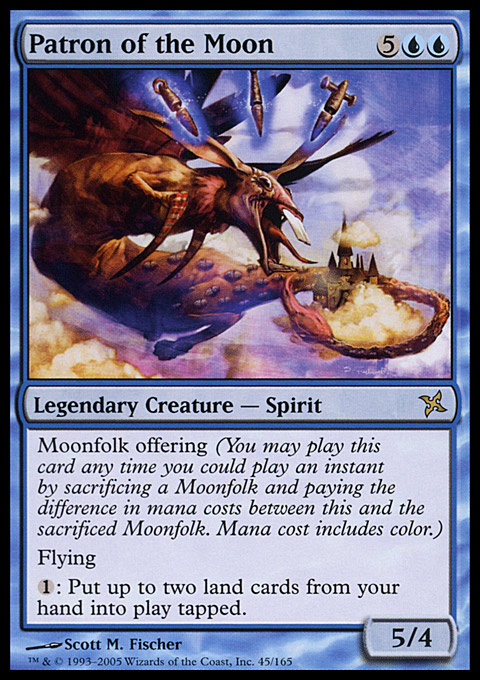 Patron of the Moon 5
Legendary Creature — Spirit
Moonfolk offering (You may play this
card any time you could play an instant
by sacrificing a Moonfolk and paying the
difference in mana costs between this and the
sacrificed Moonfolk. Mana cost includes color.)
Flying
1: Put up to two land cards from your
hand into play tapped.
5/4
Scott M. Fischer
™ & © 1993–2005 Wizards of the Coast, Inc. 45/165